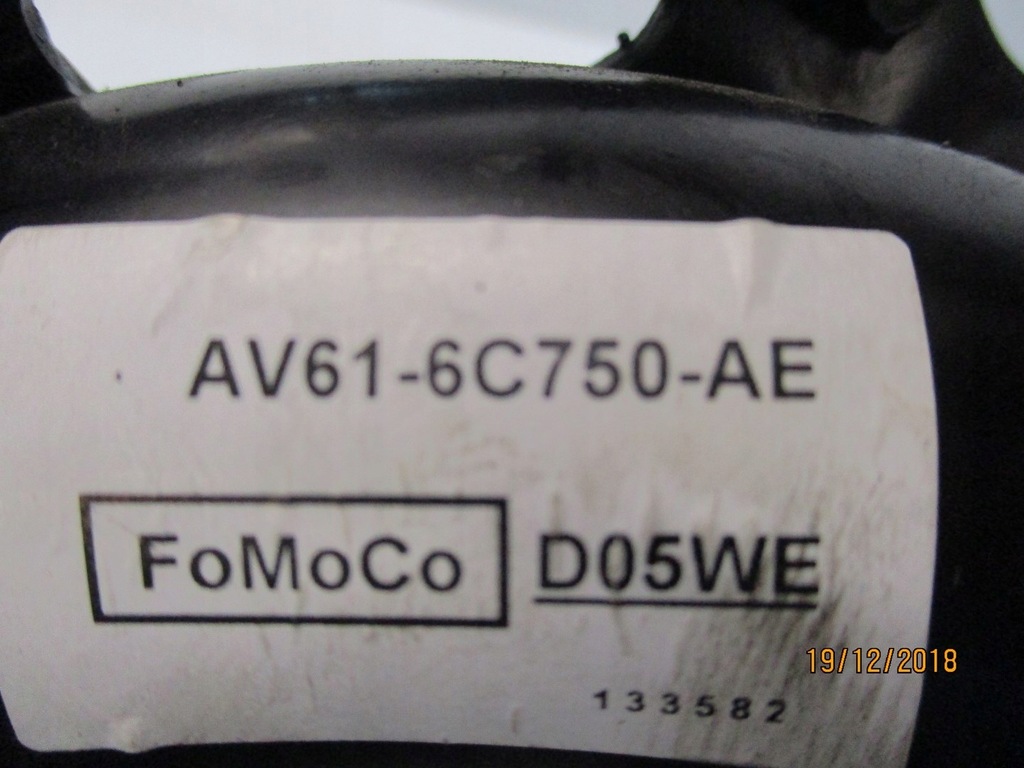 AV61-6C750-AE
FoMoCo D05WE
19/12/2018
133582